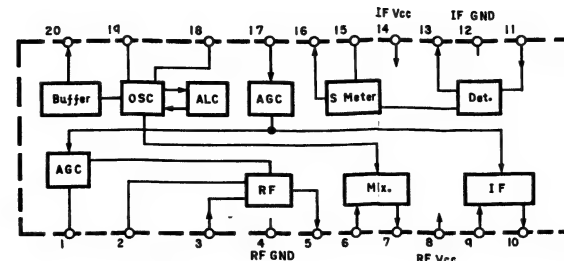 IF Vcc IF GND
20 19 18 17 16 15 14 13 12 11
Buffer OSC ALC AGC S Meter Det.
AGC RF Mix. IF
1 2 3 4 5 6 7 8 9 10
RF GND RF Vcc